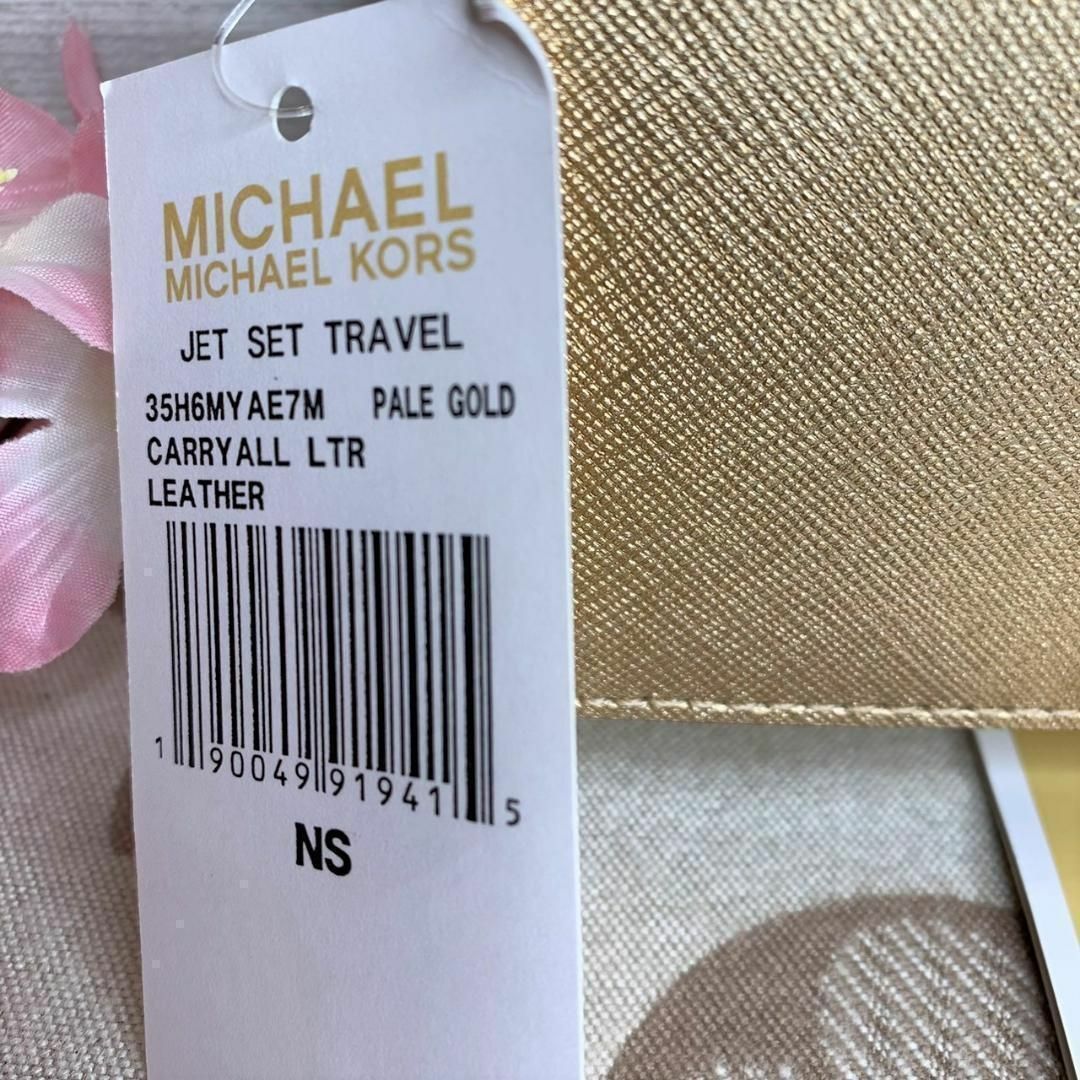 MICHAEL
MICHAEL KORS
JET SET TRAVEL
35H6MYAE7M PALE GOLD
CARRYALL LTR
LEATHER
1 90049 91941 5
NS